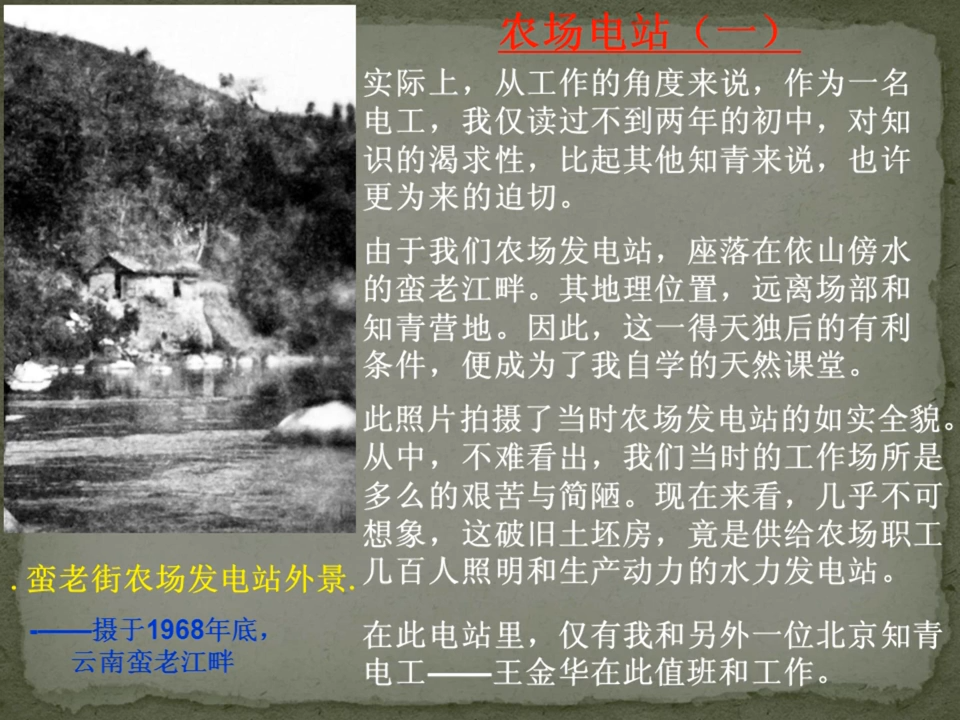 农场电站（一）
实际上，从工作的角度来说，作为一名
电工，我仅读过不到两年的初中，对知
识的渴求性，比起其他知青来说，也许
更为来的迫切。
由于我们农场发电站，座落在依山傍水
的蛮老江畔。其地理位置，远离场部和
知青营地。因此，这一得天独后的有利
条件，便成为了我自学的天然课堂。
此照片拍摄了当时农场发电站的如实全貌。
从中，不难看出，我们当时的工作场所是
多么的艰苦与简陋。现在来看，几乎不可
想象，这破旧土坯房，竟是供给农场职工
几百人照明和生产动力的水力发电站。
在此电站里，仅有我和另外一位北京知青
电工——王金华在此值班和工作。
. 蛮老街农场发电站外景.
-——摄于1968年底，
云南蛮老江畔